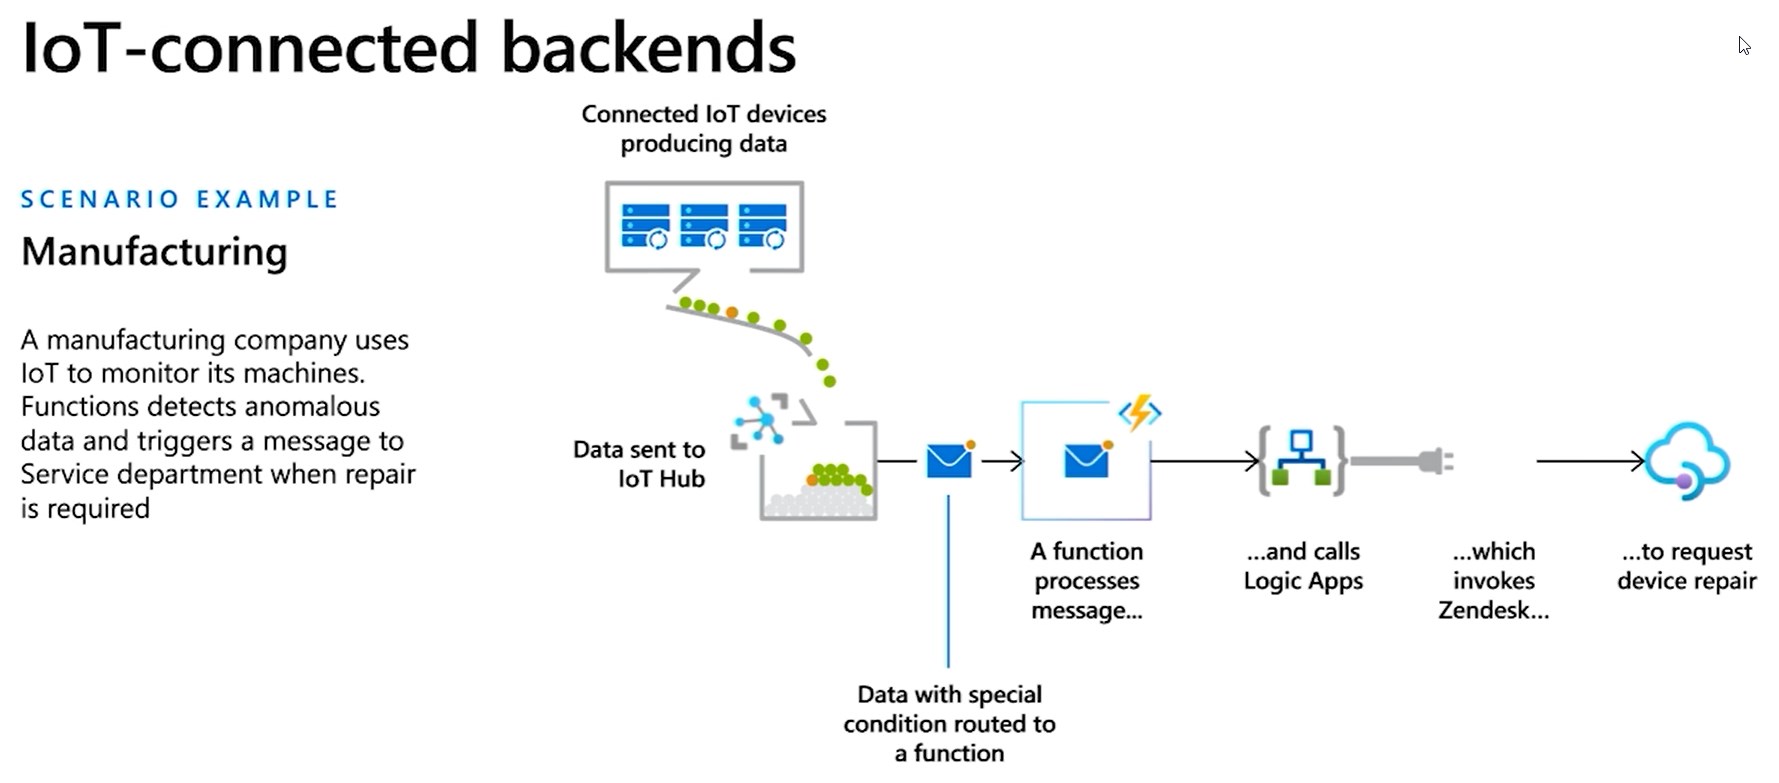 IoT-connected backends
Connected IoT devices
producing data
SCENARIO EXAMPLE
Manufacturing
A manufacturing company uses
IoT to monitor its machines.
Functions detects anomalous
data and triggers a message to
Service department when repair
is required
Data sent to
IoT Hub
A function
processes
message...
...and calls
Logic Apps
...which
invokes
Zendesk...
...to request
device repair
Data with special
condition routed to
a function